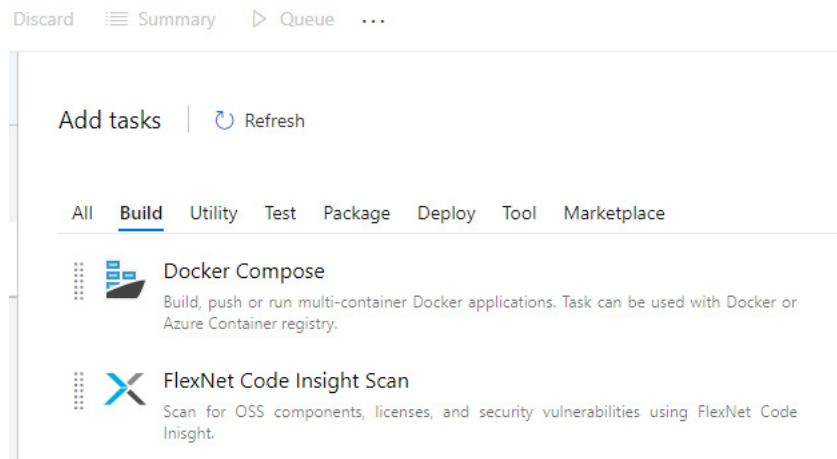 Discard Summary Queue ...
Add tasks Refresh
All Build Utility Test Package Deploy Tool Marketplace
Docker Compose
Build, push or run multi-container Docker applications. Task can be used with Docker or
Azure Container registry.
FlexNet Code Insight Scan
Scan for OSS components, licenses, and security vulnerabilities using FlexNet Code
Inisght.